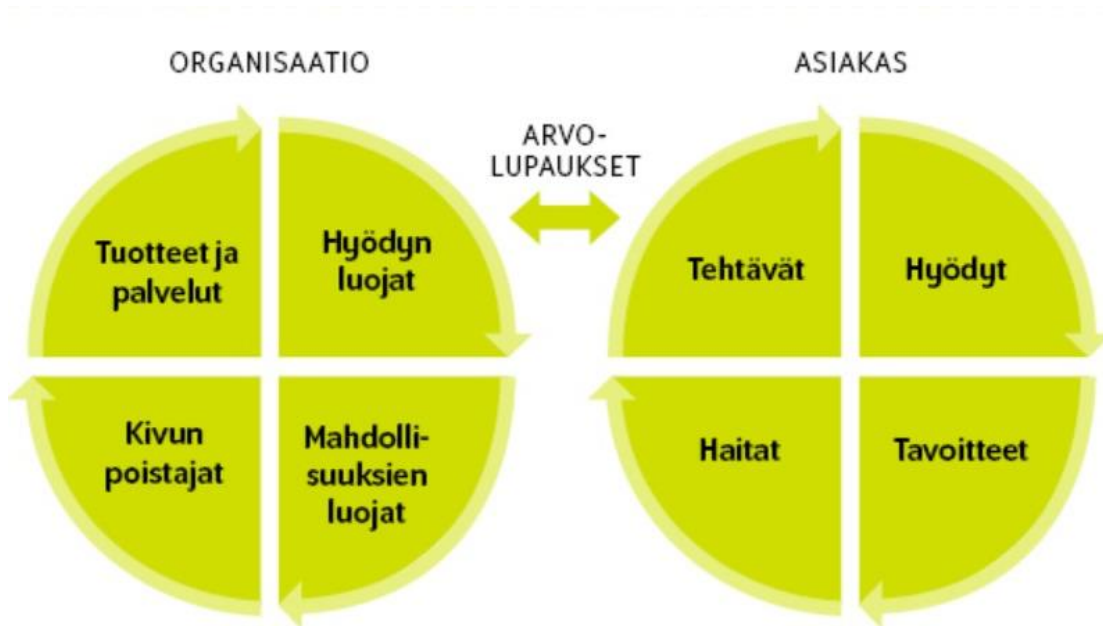 ORGANISAATIO
Tuotteet ja
palvelut
Hyödyn
luojat
Kivun
poistajat
Mahdolli-
suuksien
luojat
ARVO-
LUPAUKSET
ASIAKAS
Tehtävät
Hyödyt
Haitat
Tavoitteet